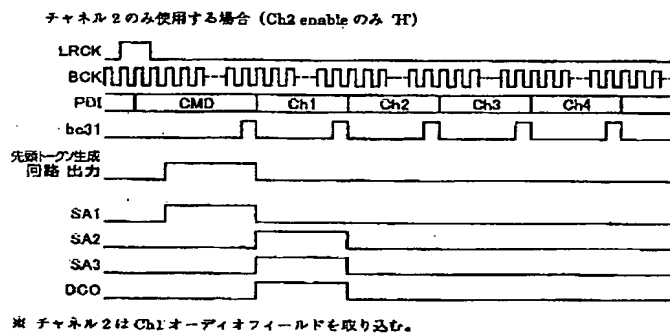 チャネル2のみ使用する場合 (Ch2 enable のみ 'H')
LRCK
BCK
PDI CMD Ch1 Ch2 Ch3 Ch4
bc31
先頭トークン生成
回路 出力
SA1
SA2
SA3
DCO
※ チャネル2はCh1オーディオフィールドを取り込む。